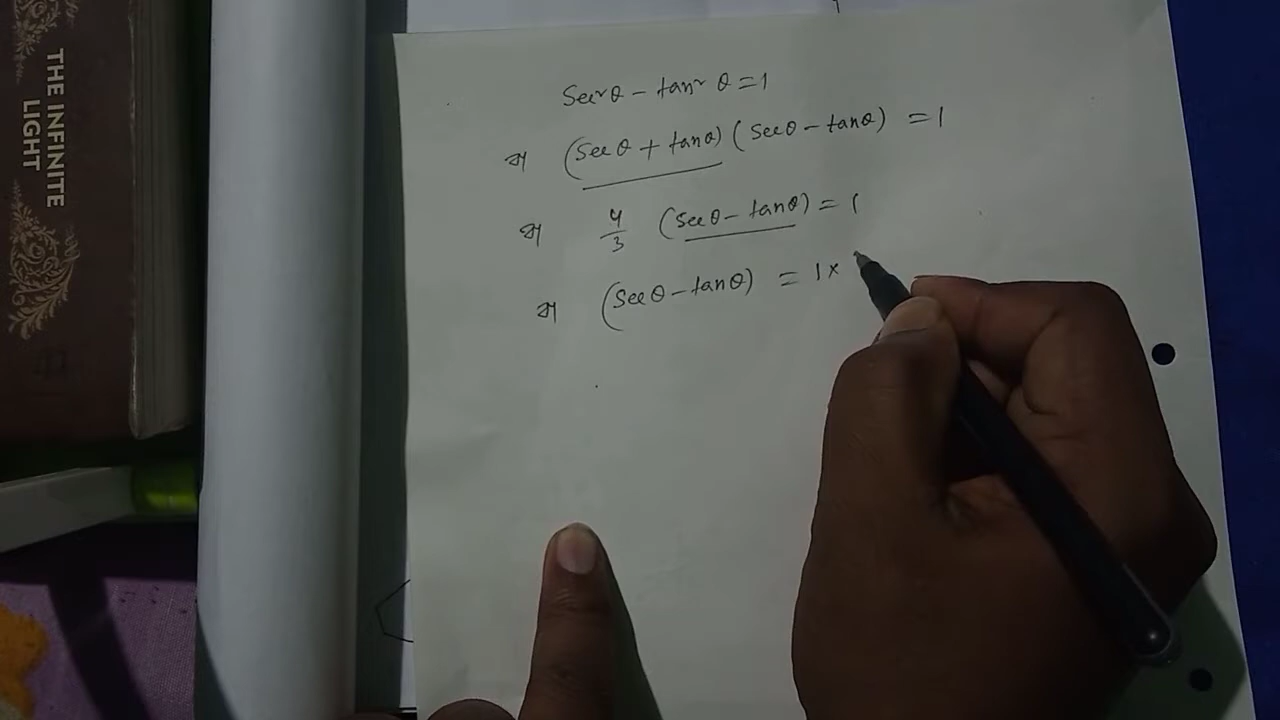 THE INFINITE
LIGHT
Sec²θ - tan²θ = 1
বা (Secθ + tanθ)(Secθ - tanθ) = 1
বা 4/3 (Secθ - tanθ) = 1
বা (Secθ - tanθ) = 1×